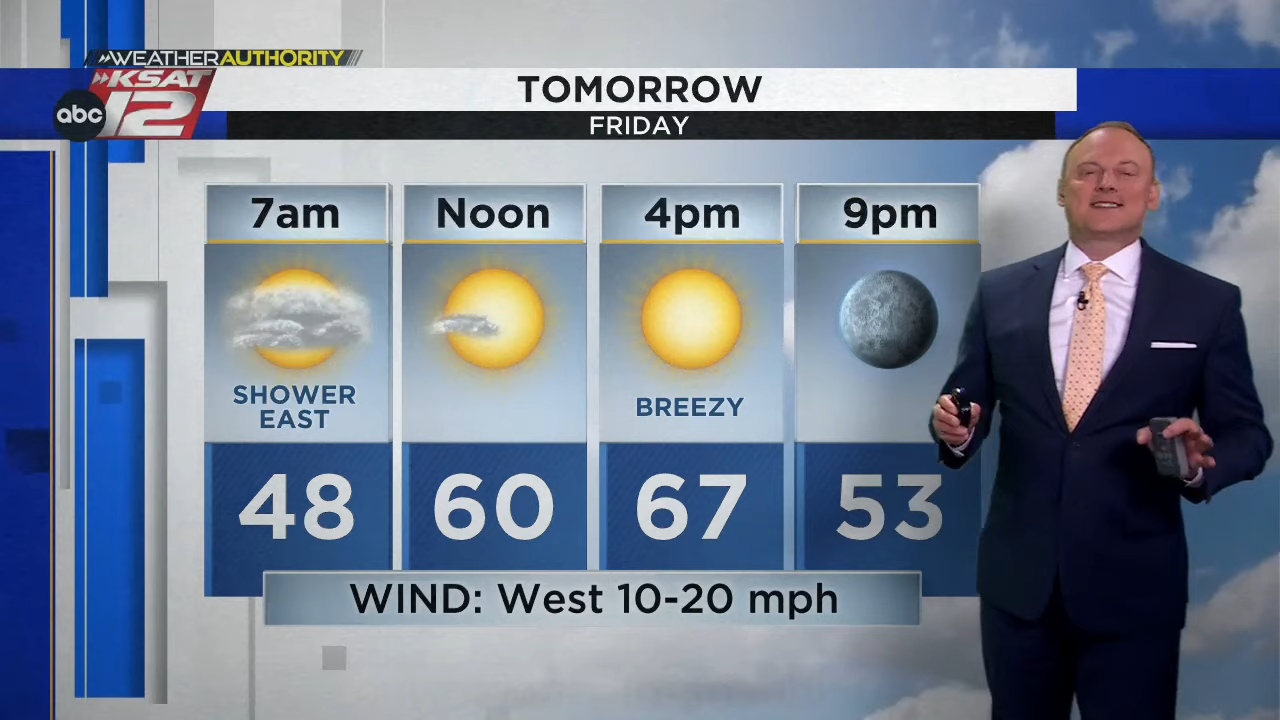 WEATHERAUTHORITY
KSAT
abc 12
TOMORROW
FRIDAY
7am Noon 4pm 9pm
SHOWER
EAST
BREEZY
48 60 67 53
WIND: West 10-20 mph